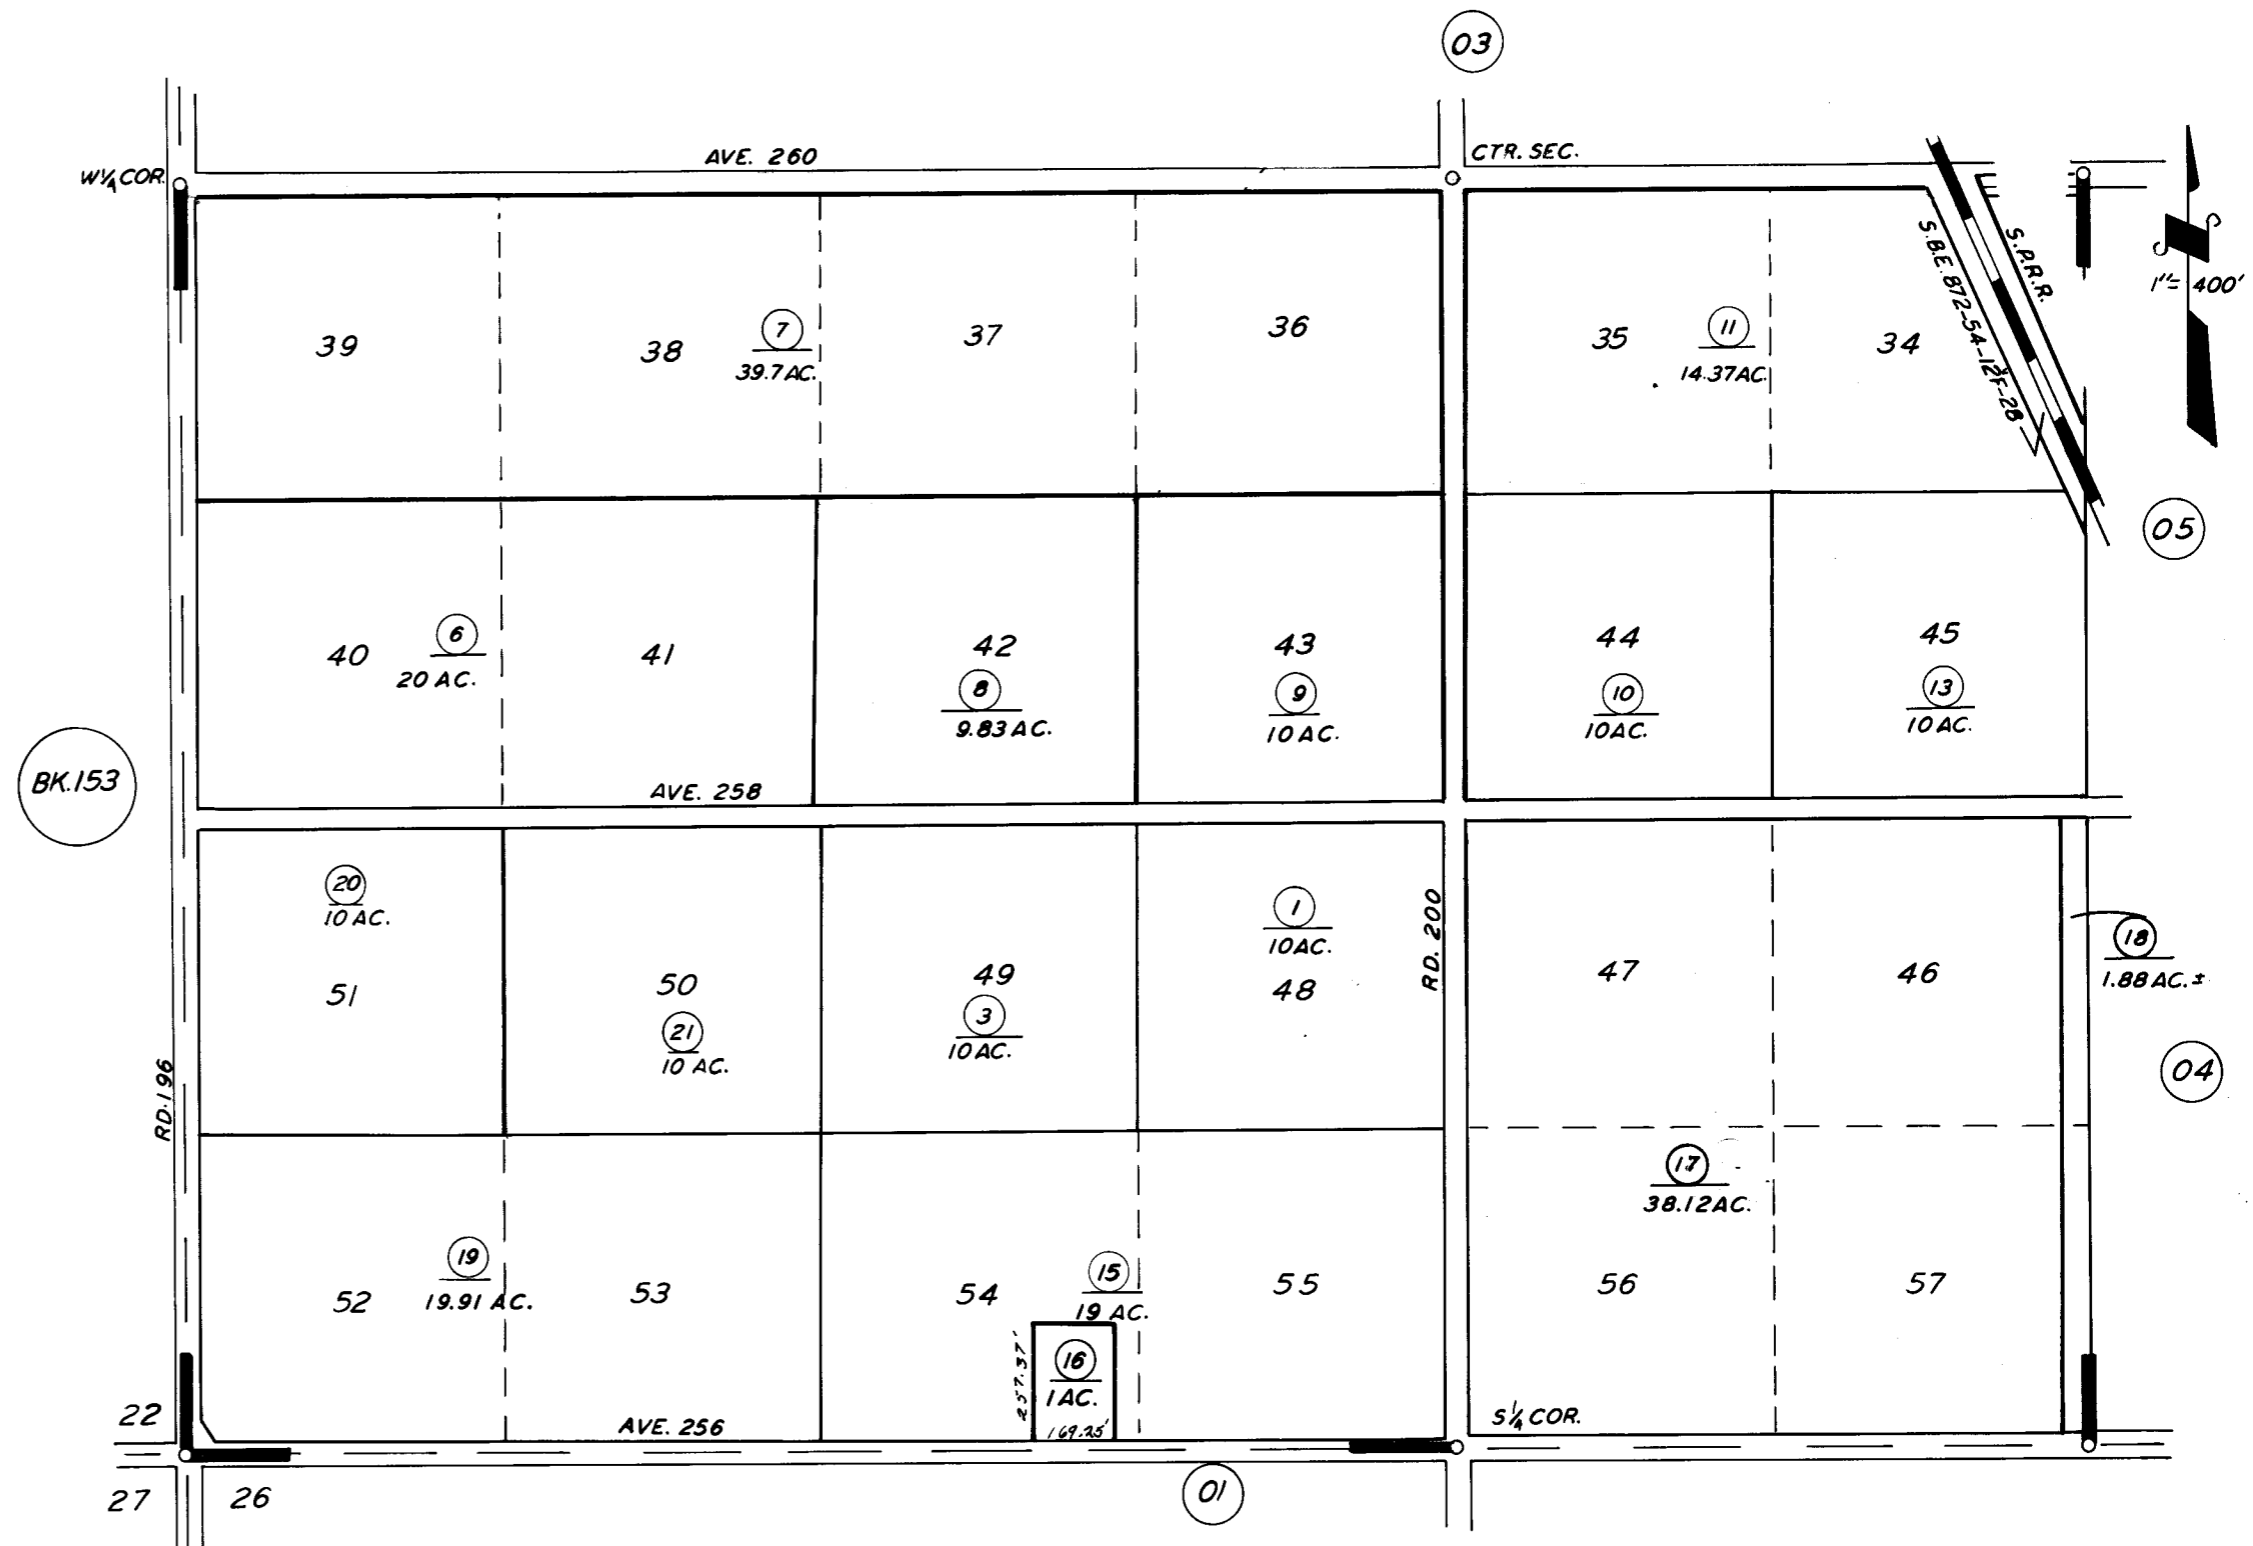 03
AVE. 260
CTR. SEC.
W¼ COR.
S.P.R.R.
S.B.E. 872-54-12F-28
1"= 400'
39
38
7
39.7 AC.
37
36
35
11
14.37 AC.
34
05
40
6
20 AC.
41
42
8
9.83 AC.
43
9
10 AC.
44
10
10 AC.
45
13
10 AC.
BK. 153
AVE. 258
20
10 AC.
51
50
21
10 AC.
49
3
10 AC.
1
10 AC.
48
RD. 200
47
46
18
1.88 AC. ±
04
RD. 196
17
38.12 AC.
52
19
19.91 AC.
53
54
15
19 AC.
55
56
57
257.37'
16
1 AC.
169.25'
22
AVE. 256
S¼ COR.
27
26
01